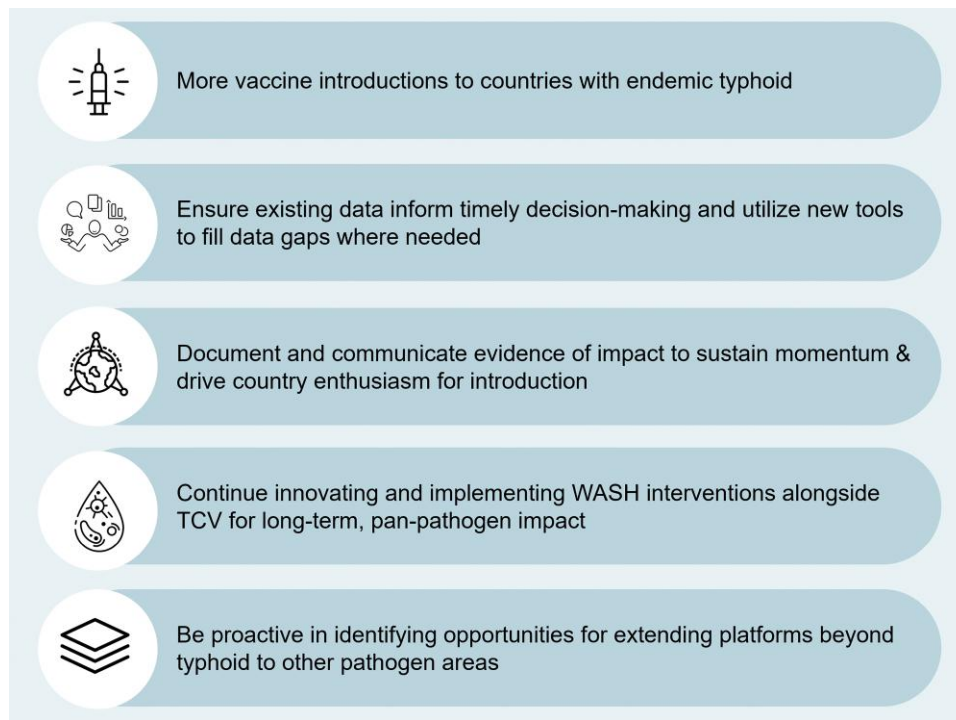 More vaccine introductions to countries with endemic typhoid
Ensure existing data inform timely decision-making and utilize new tools
to fill data gaps where needed
Document and communicate evidence of impact to sustain momentum &
drive country enthusiasm for introduction
Continue innovating and implementing WASH interventions alongside
TCV for long-term, pan-pathogen impact
Be proactive in identifying opportunities for extending platforms beyond
typhoid to other pathogen areas